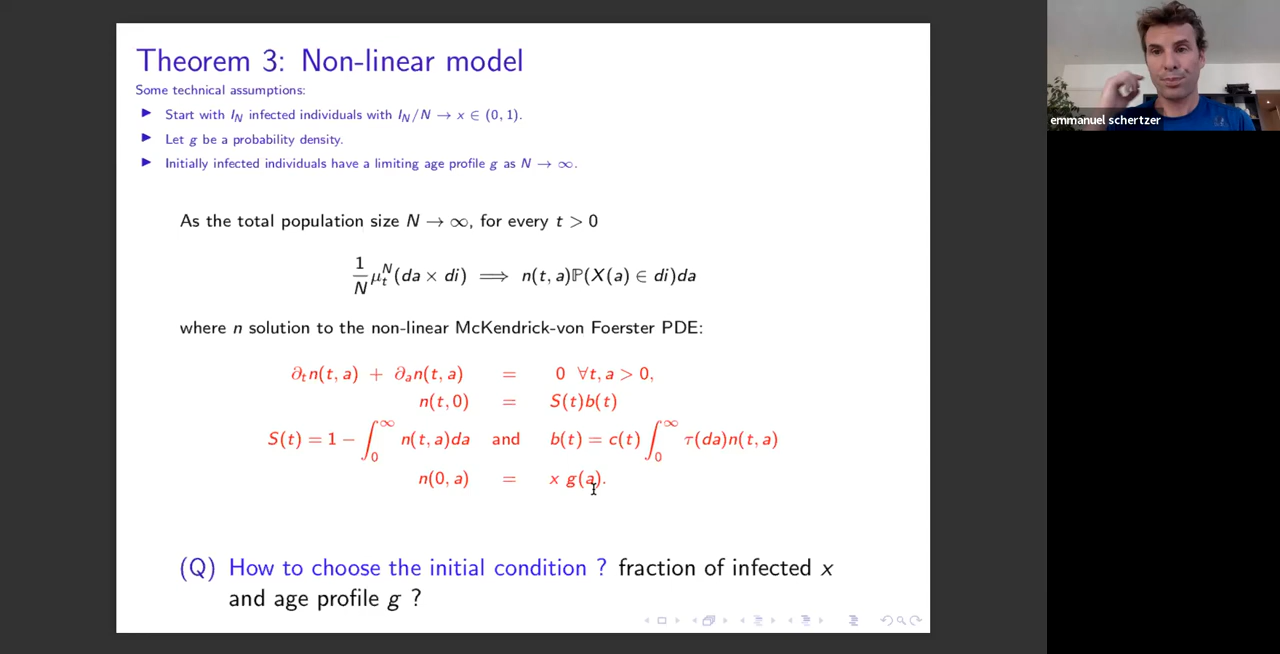 Theorem 3: Non-linear model
Some technical assumptions:
Start with I_N infected individuals with I_N/N → x ∈ (0, 1).
Let g be a probability density.
Initially infected individuals have a limiting age profile g as N → ∞.
As the total population size N → ∞, for every t > 0
1/N μ_t^N(da × di) ⟹ n(t, a)ℙ(X(a) ∈ di)da
where n solution to the non-linear McKendrick-von Foerster PDE:
∂_t n(t, a) + ∂_a n(t, a) = 0 ∀t, a > 0,
n(t, 0) = S(t)b(t)
S(t) = 1 − ∫_0^∞ n(t, a)da and b(t) = c(t) ∫_0^∞ τ(da)n(t, a)
n(0, a) = x g(a).
(Q) How to choose the initial condition ? fraction of infected x
and age profile g ?
emmanuel schertzer